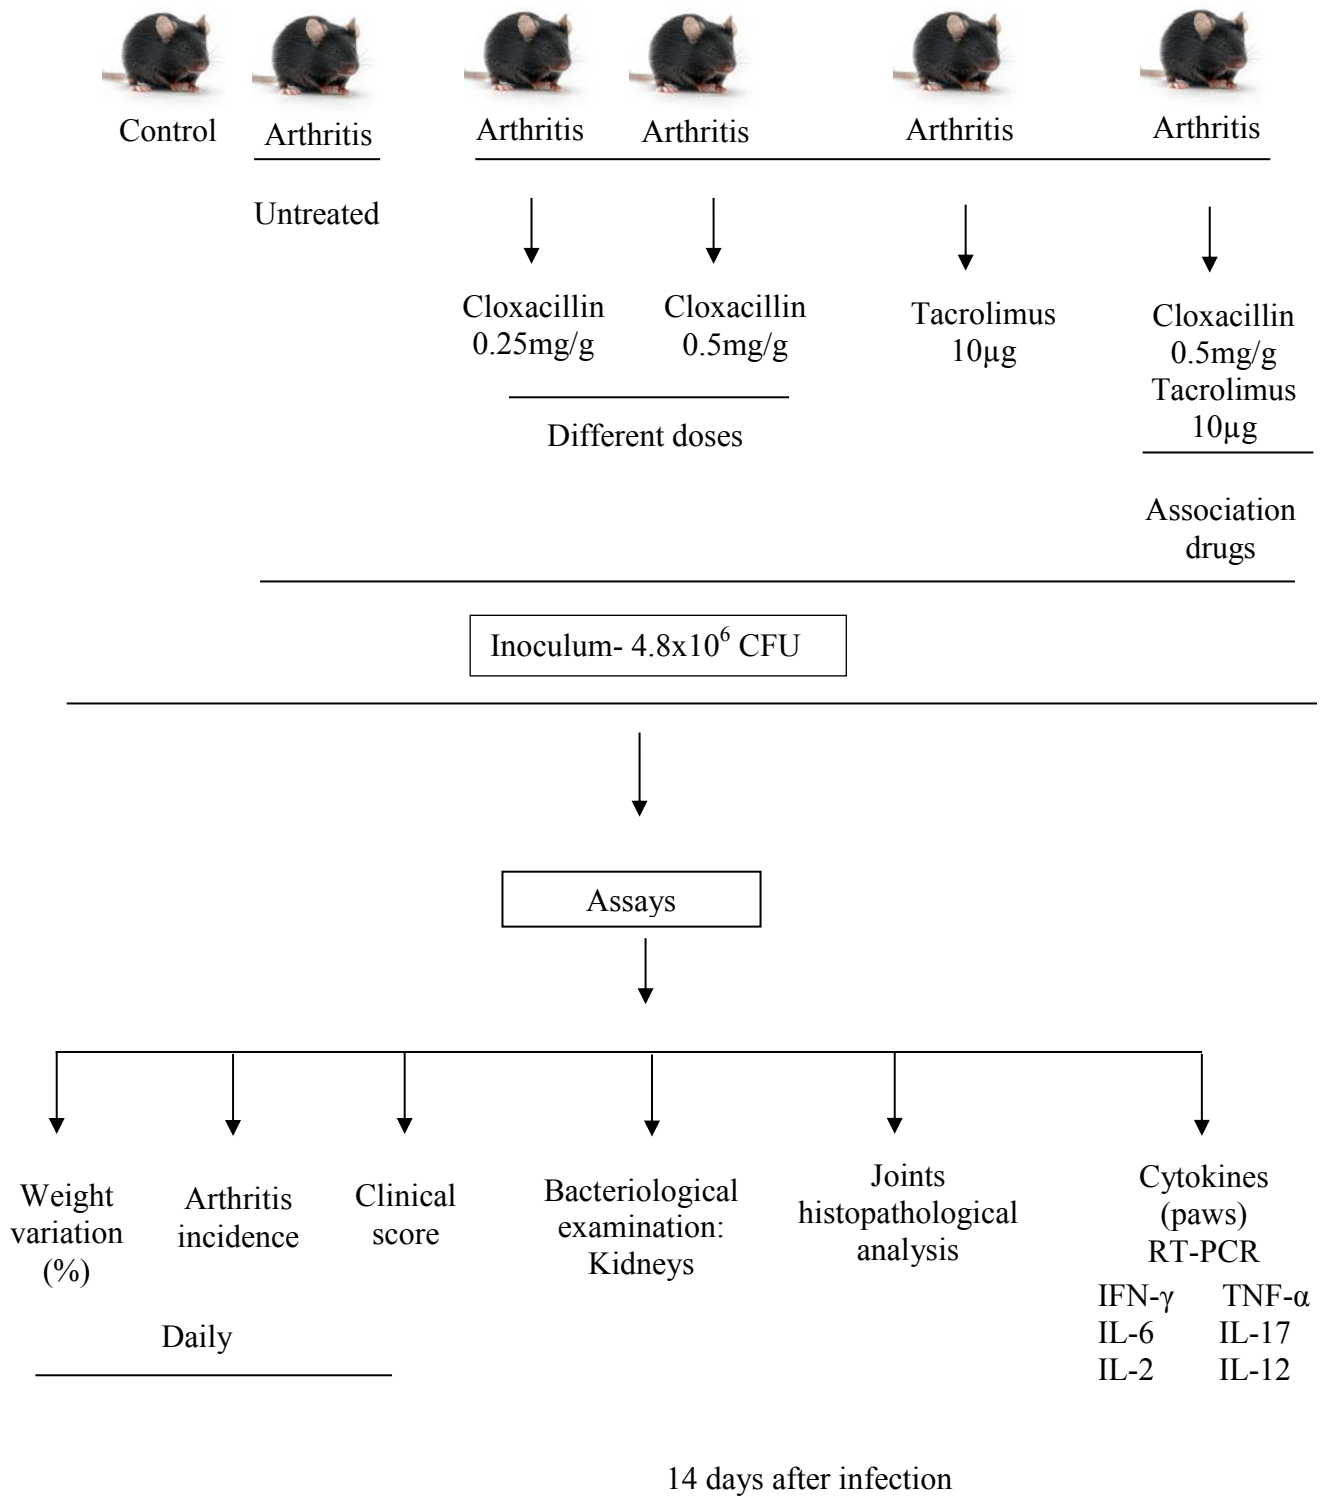 Control
Arthritis
Arthritis
Arthritis
Arthritis
Arthritis
Untreated
Cloxacillin
0.25mg/g
Cloxacillin
0.5mg/g
Different doses
Tacrolimus
10µg
Cloxacillin
0.5mg/g
Tacrolimus
10µg
Association
drugs
Inoculum- 4.8x10⁶ CFU
Assays
Weight
variation
(%)
Arthritis
incidence
Clinical
score
Daily
Bacteriological
examination:
Kidneys
Joints
histopathological
analysis
Cytokines
(paws)
RT-PCR
IFN-γ TNF-α
IL-6 IL-17
IL-2 IL-12
14 days after infection